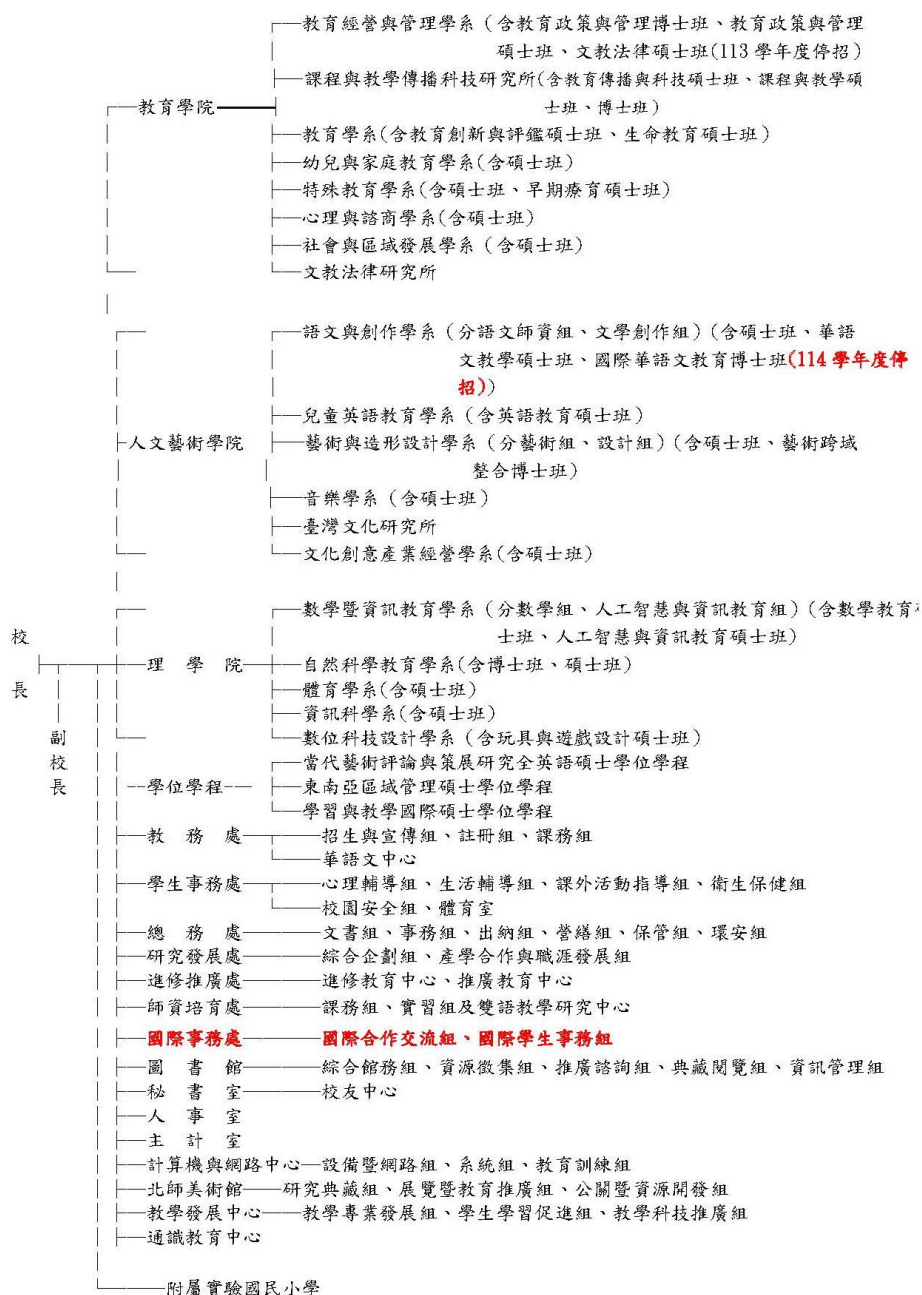 教育經營與管理學系（含教育政策與管理博士班、教育政策與管理
碩士班、文教法律碩士班(113 學年度停招）
課程與教學傳播科技研究所(含教育傳播與科技碩士班、課程與教學碩
教育學院
士班、博士班）
教育學系(含教育創新與評鑑碩士班、生命教育碩士班）
幼兒與家庭教育學系(含碩士班)
特殊教育學系(含碩士班、早期療育碩士班）
心理與諮商學系(含碩士班)
社會與區域發展學系（含碩士班）
文教法律研究所
語文與創作學系（分語文師資組、文學創作組）(含碩士班、華語
文教學碩士班、國際華語文教育博士班(114 學年度停
招))
兒童英語教育學系（含英語教育碩士班）
人文藝術學院
藝術與造形設計學系（分藝術組、設計組）(含碩士班、藝術跨域
整合博士班）
音樂學系（含碩士班）
臺灣文化研究所
文化創意產業經營學系(含碩士班)
數學暨資訊教育學系（分數學組、人工智慧與資訊教育組）(含數學教育
士班、人工智慧與資訊教育碩士班）
校長
理 學 院
自然科學教育學系(含博士班、碩士班)
體育學系(含碩士班)
資訊科學系(含碩士班)
副校長
數位科技設計學系（含玩具與遊戲設計碩士班）
當代藝術評論與策展研究全英語碩士學位學程
學位學程
東南亞區域管理碩士學位學程
學習與教學國際碩士學位學程
教 務 處 招生與宣傳組、註冊組、課務組
華語文中心
學生事務處 心理輔導組、生活輔導組、課外活動指導組、衛生保健組
校園安全組、體育室
總 務 處 文書組、事務組、出納組、營繕組、保管組、環安組
研究發展處 綜合企劃組、產學合作與職涯發展組
進修推廣處 進修教育中心、推廣教育中心
師資培育處 課務組、實習組及雙語教學研究中心
國際事務處 國際合作交流組、國際學生事務組
圖 書 館 綜合館務組、資源徵集組、推廣諮詢組、典藏閱覽組、資訊管理組
秘 書 室 校友中心
人 事 室
主 計 室
計算機與網路中心 設備暨網路組、系統組、教育訓練組
北師美術館 研究典藏組、展覽暨教育推廣組、公關暨資源開發組
教學發展中心 教學專業發展組、學生學習促進組、教學科技推廣組
通識教育中心
附屬實驗國民小學